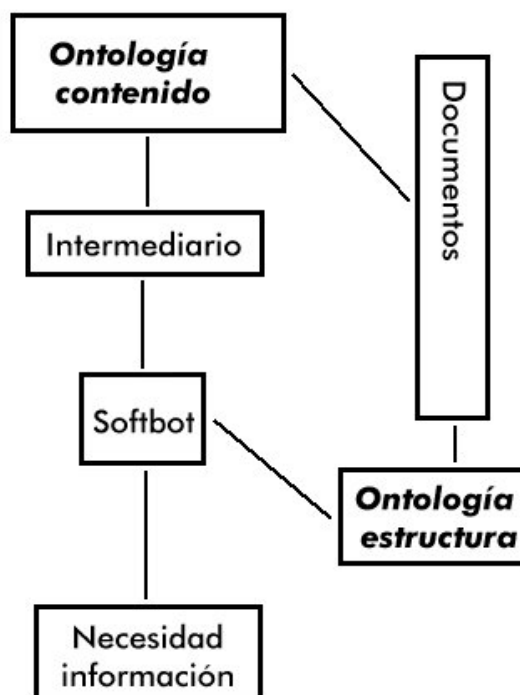 Ontología
contenido
Documentos
Intermediario
Softbot
Ontología
estructura
Necesidad
información